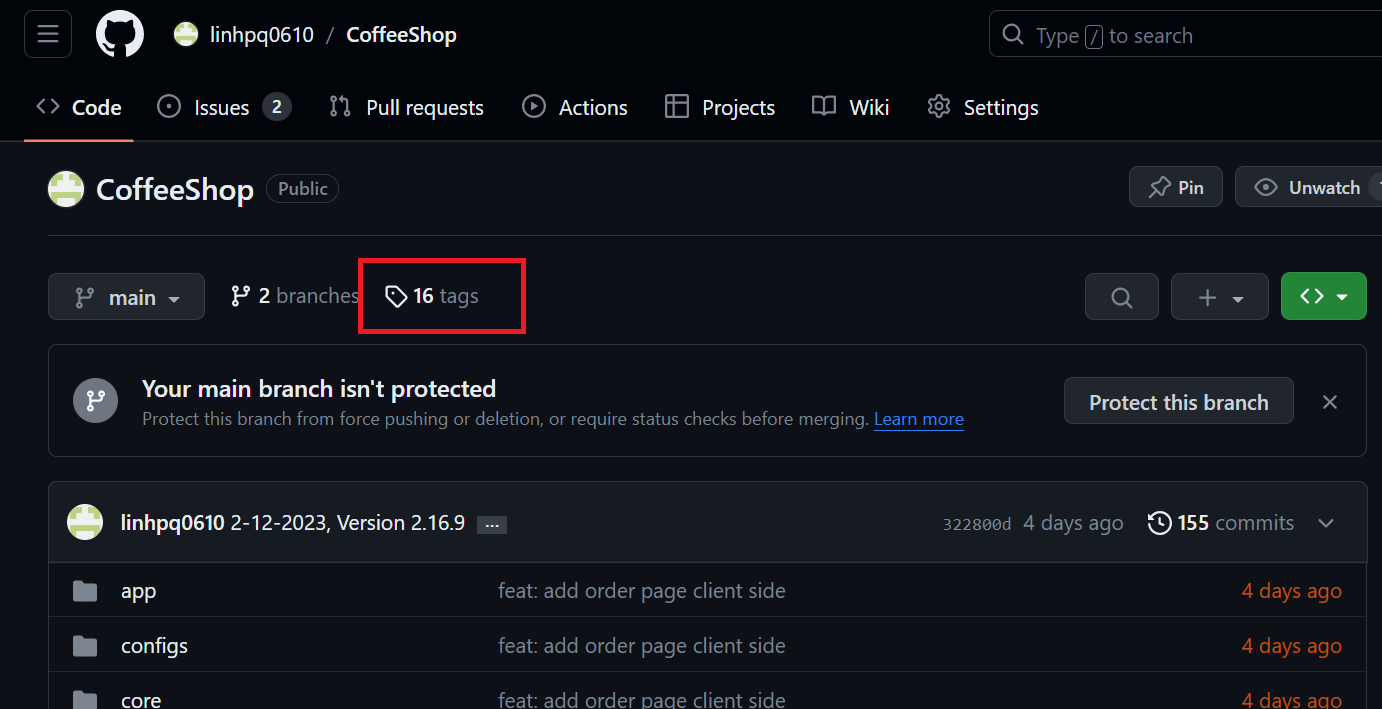 linhpq0610 / CoffeeShop
Type / to search
Code
Issues 2
Pull requests
Actions
Projects
Wiki
Settings
CoffeeShop Public
Pin
Unwatch
main
2 branches
16 tags
Your main branch isn't protected
Protect this branch from force pushing or deletion, or require status checks before merging. Learn more
Protect this branch
linhpq0610 2-12-2023, Version 2.16.9 ...
322800d 4 days ago
155 commits
app feat: add order page client side 4 days ago
configs feat: add order page client side 4 days ago
core feat: add order page client side 4 days ago